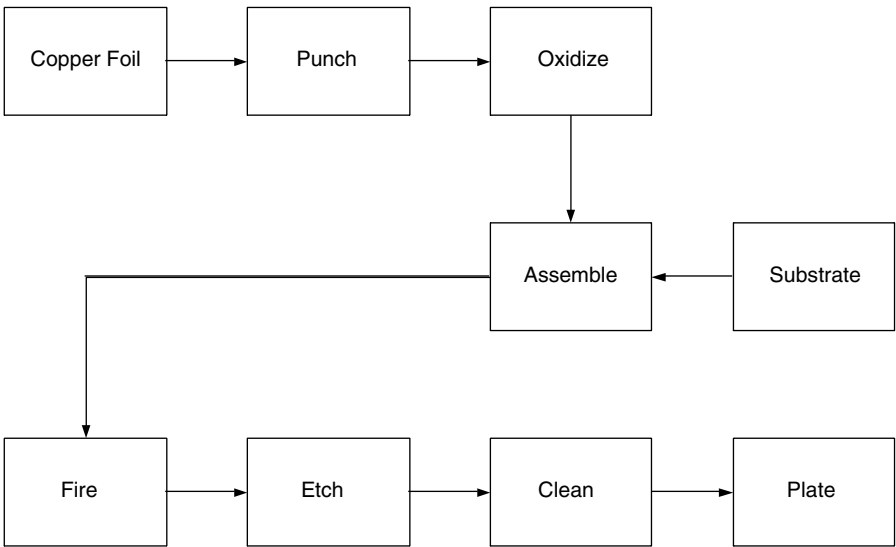 Copper Foil
Punch
Oxidize
Assemble
Substrate
Fire
Etch
Clean
Plate